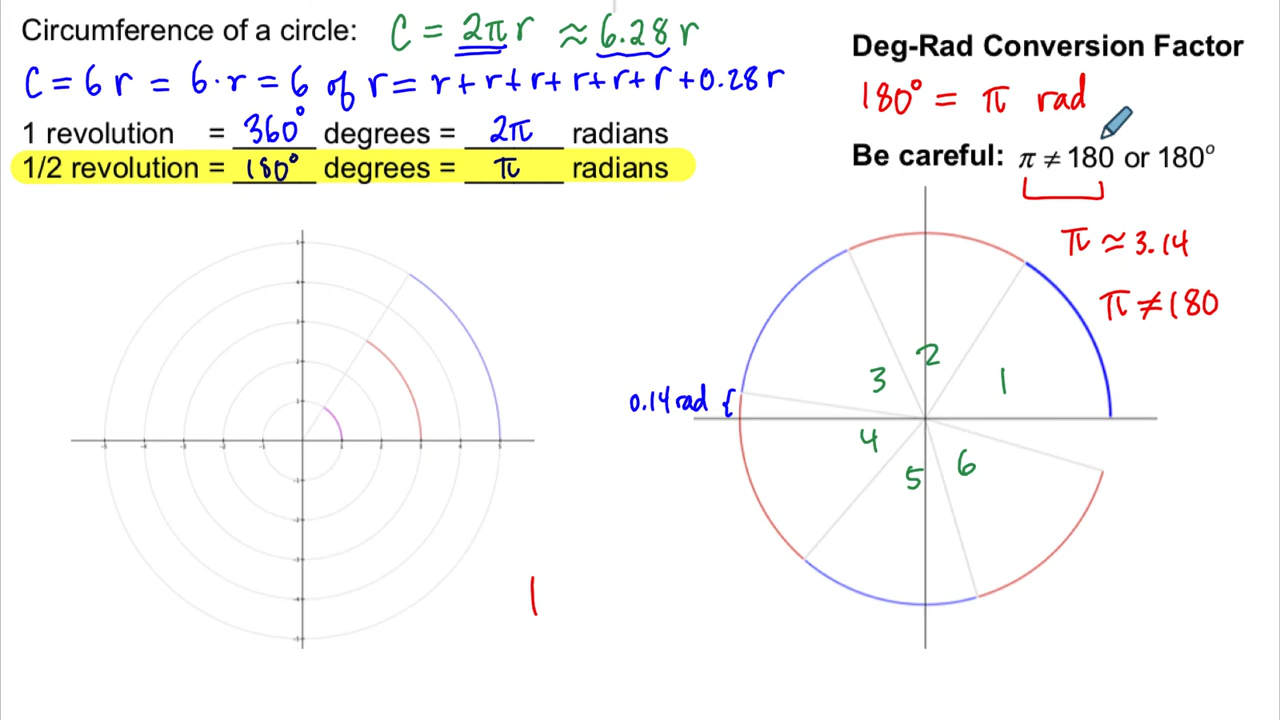 Circumference of a circle: C = 2πr ≈ 6.28 r
C = 6 r = 6·r = 6 of r = r + r + r + r + r + r + 0.28 r
1 revolution = 360° degrees = 2π radians
1/2 revolution = 180° degrees = π radians
Deg-Rad Conversion Factor
180° = π rad
Be careful: π ≠ 180 or 180°
π ≈ 3.14
π ≠ 180
0.14 rad {
1
2
3
4
5
6